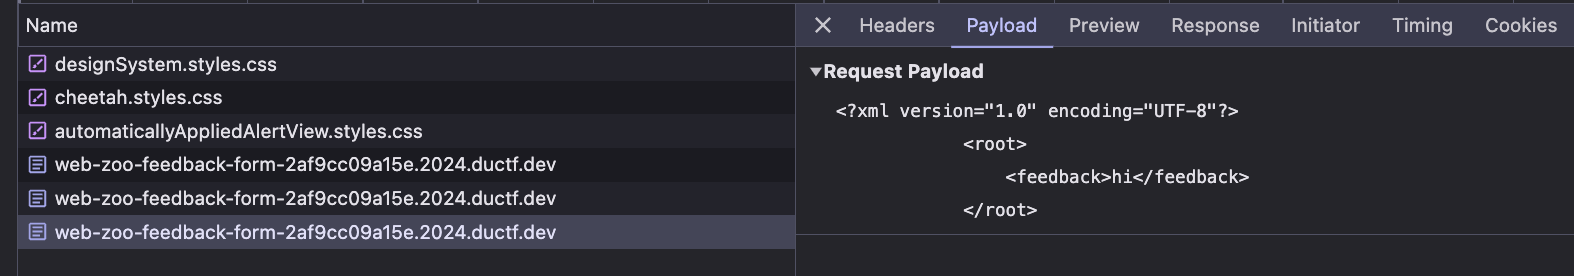 Name
designSystem.styles.css
cheetah.styles.css
automaticallyAppliedAlertView.styles.css
web-zoo-feedback-form-2af9cc09a15e.2024.ductf.dev
web-zoo-feedback-form-2af9cc09a15e.2024.ductf.dev
web-zoo-feedback-form-2af9cc09a15e.2024.ductf.dev
Headers Payload Preview Response Initiator Timing Cookies
Request Payload
<?xml version="1.0" encoding="UTF-8"?>
<root>
<feedback>hi</feedback>
</root>